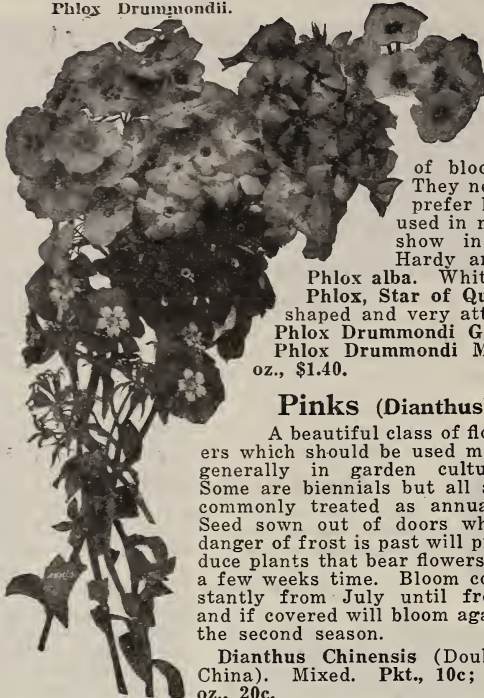 Phlox Drummondii.
of bloo
They ne
prefer l
used in m
show in
Hardy an
Phlox alba. Whit
Phlox, Star of Qu
shaped and very att
Phlox Drummondi G
Phlox Drummondi M
oz., $1.40.
Pinks (Dianthus
A beautiful class of flo
ers which should be used m
generally in garden cultu
Some are biennials but all a
commonly treated as annua
Seed sown out of doors wh
danger of frost is past will pr
duce plants that bear flowers
a few weeks time. Bloom co
stantly from July until fro
and if covered will bloom aga
the second season.
Dianthus Chinensis (Doul
China). Mixed. Pkt., 10c;
oz., 20c.